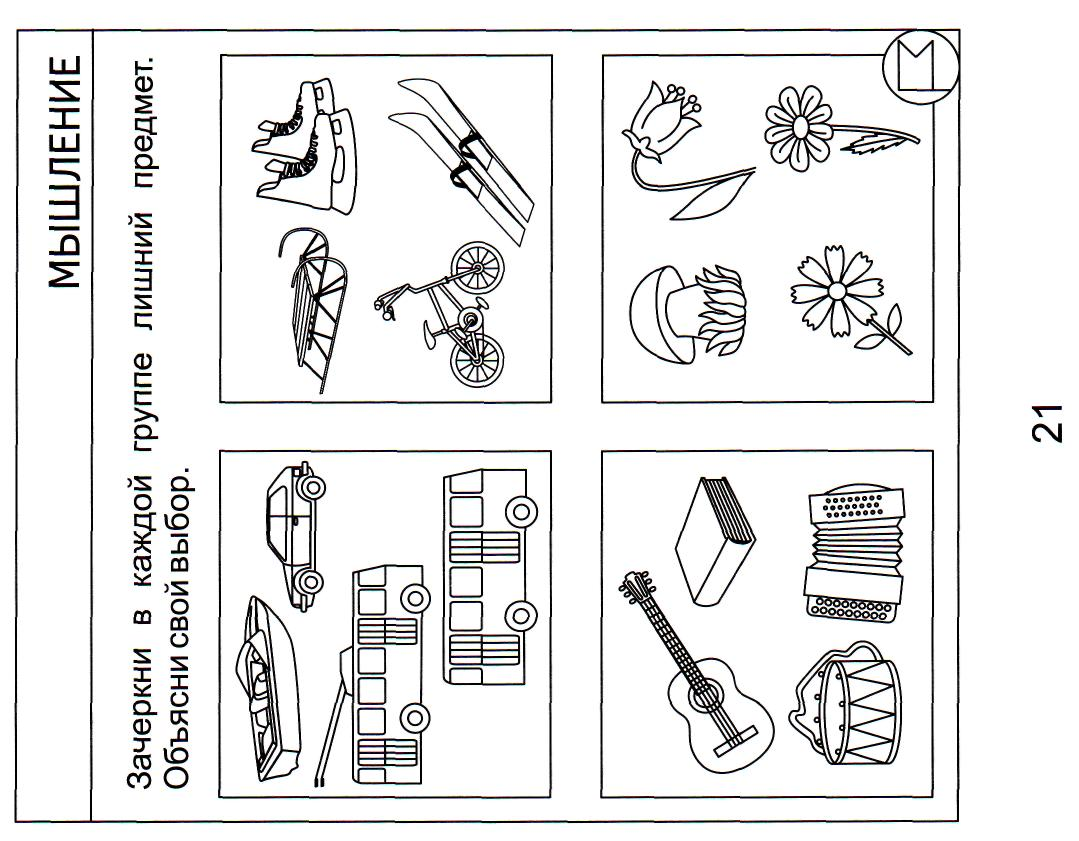 МЫШЛЕНИЕ
Зачеркни в каждой группе лишний предмет.
Объясни свой выбор.
М
21